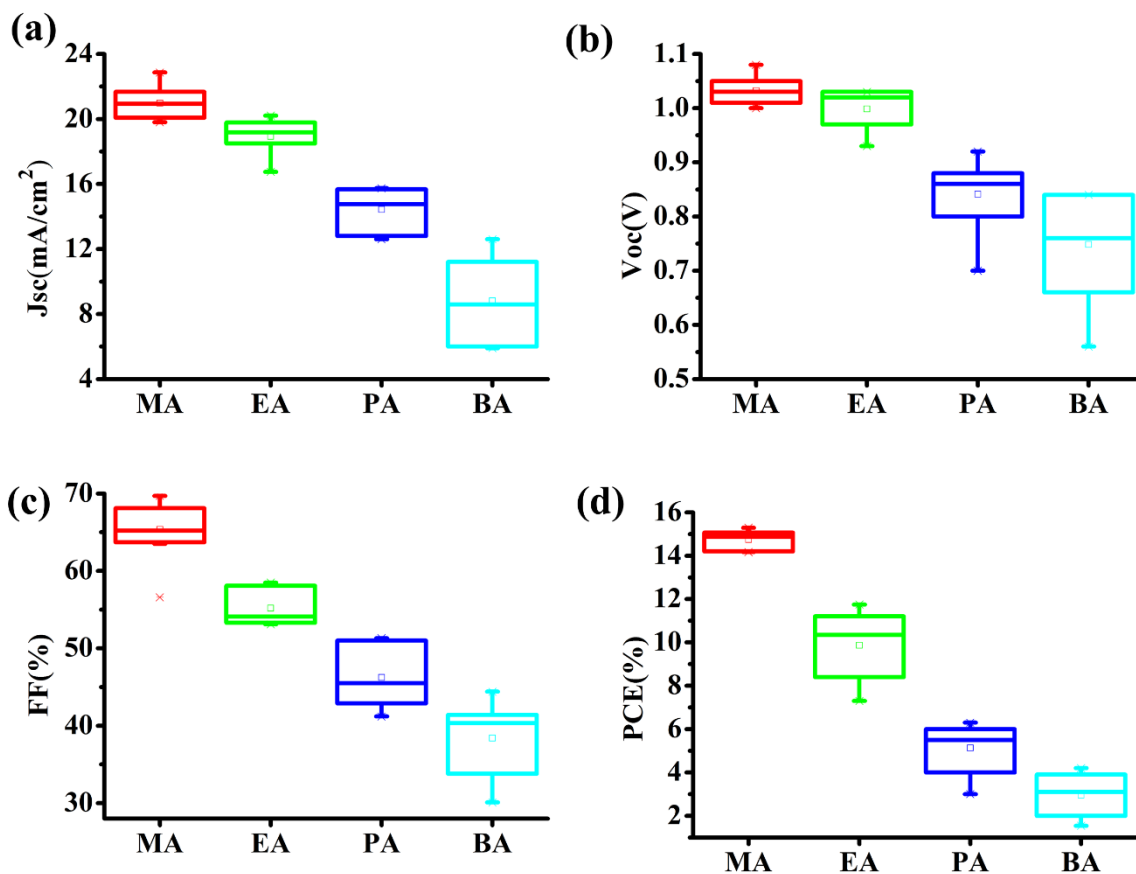 (a)
Jsc(mA/cm²)
24
20
16
12
8
4
MA EA PA BA
(b)
Voc(V)
1.1
1.0
0.9
0.8
0.7
0.6
0.5
MA EA PA BA
(c)
FF(%)
70
60
50
40
30
MA EA PA BA
(d)
PCE(%)
16
14
12
10
8
6
4
2
MA EA PA BA